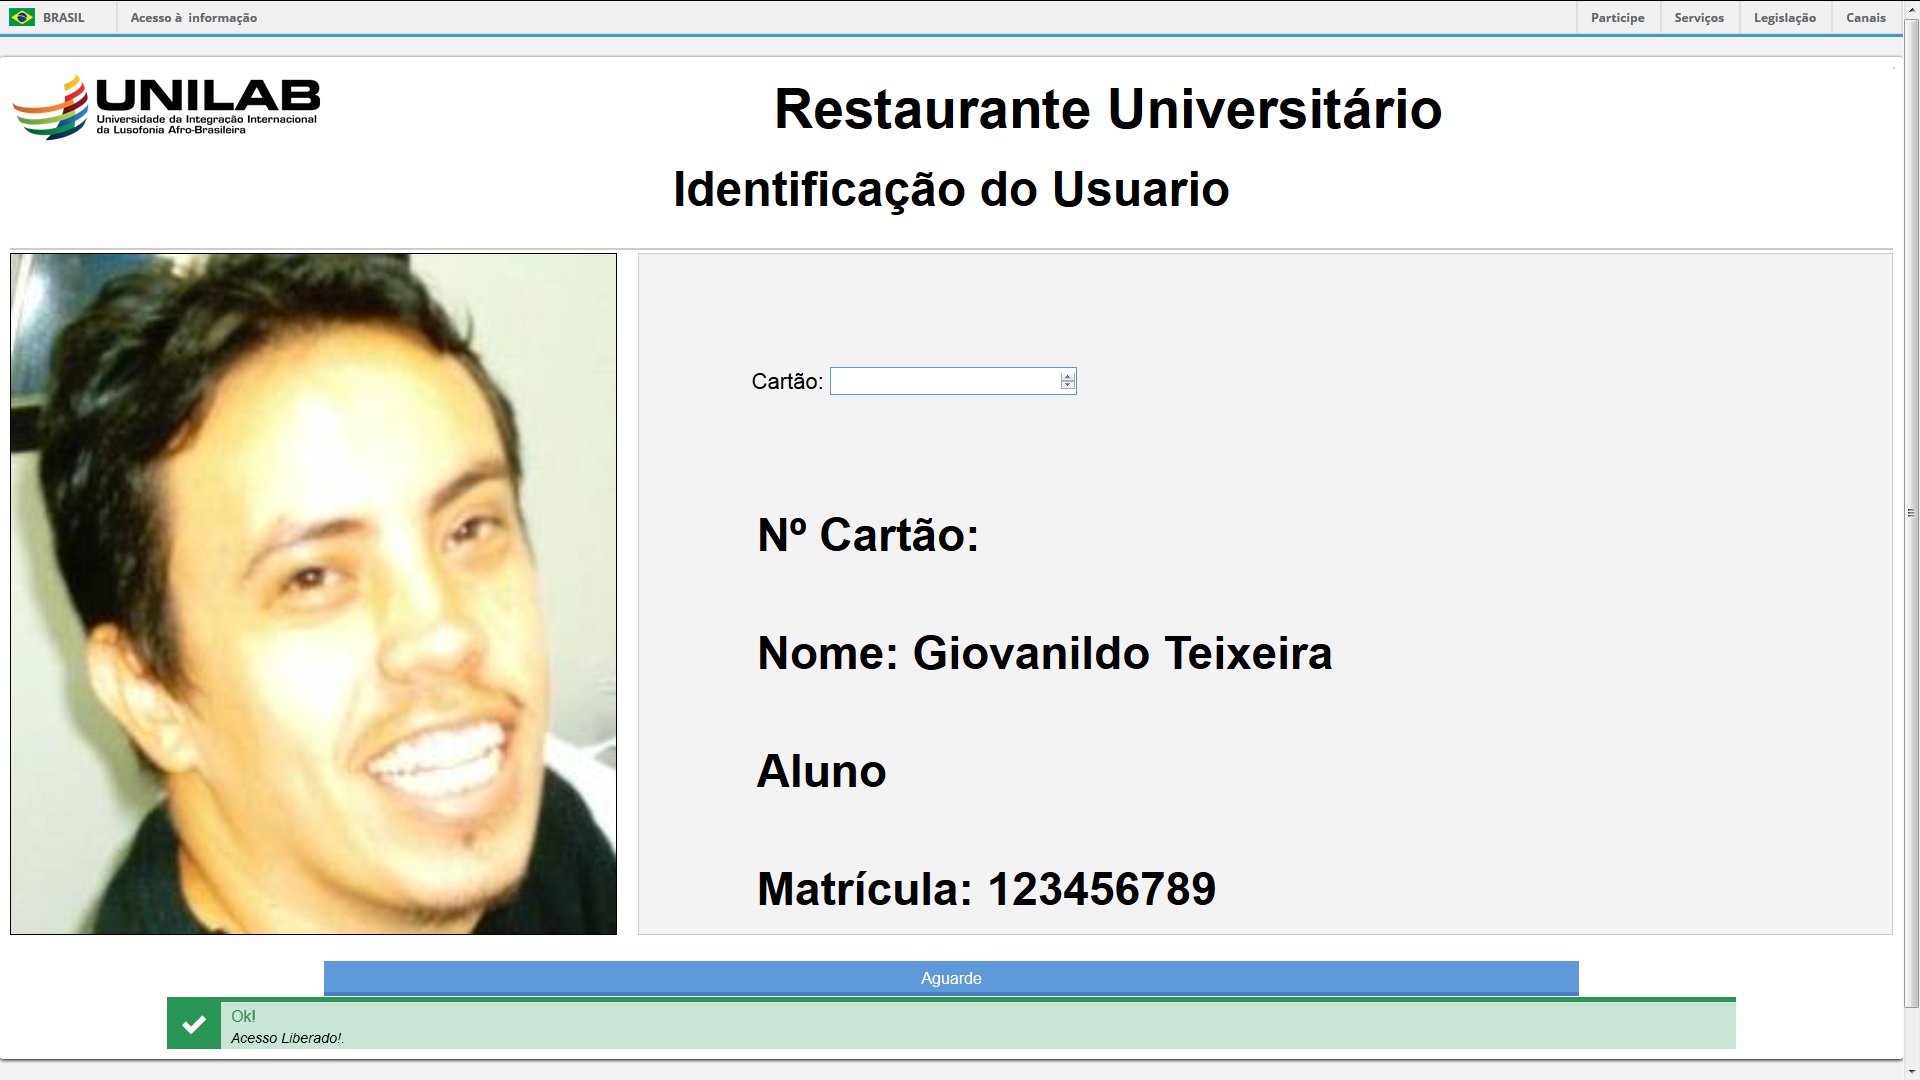 BRASIL
Acesso à informação
Participe
Serviços
Legislação
Canais
UNILAB
Universidade da Integração Internacional
da Lusofonia Afro-Brasileira
Restaurante Universitário
Identificação do Usuario
Cartão:
Nº Cartão:
Nome: Giovanildo Teixeira
Aluno
Matrícula: 123456789
Aguarde
Ok!
Acesso Liberado!.